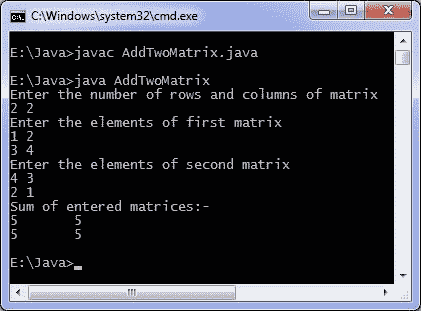 C:\Windows\system32\cmd.exe
E:\Java>javac AddTwoMatrix.java
E:\Java>java AddTwoMatrix
Enter the number of rows and columns of matrix
2 2
Enter the elements of first matrix
1 2
3 4
Enter the elements of second matrix
4 3
2 1
Sum of entered matrices:-
5 5
5 5
E:\Java>_